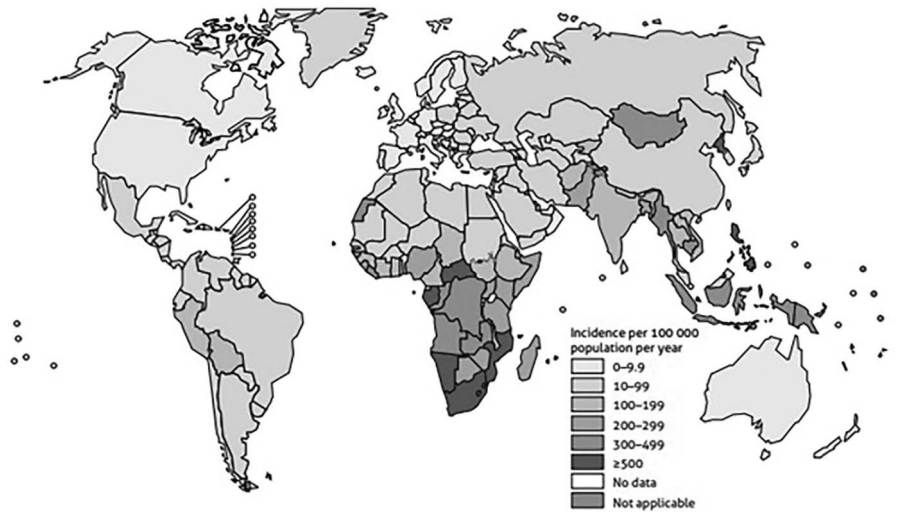 Incidence per 100 000
population per year
0–9.9
10–99
100–199
200–299
300–499
≥500
No data
Not applicable